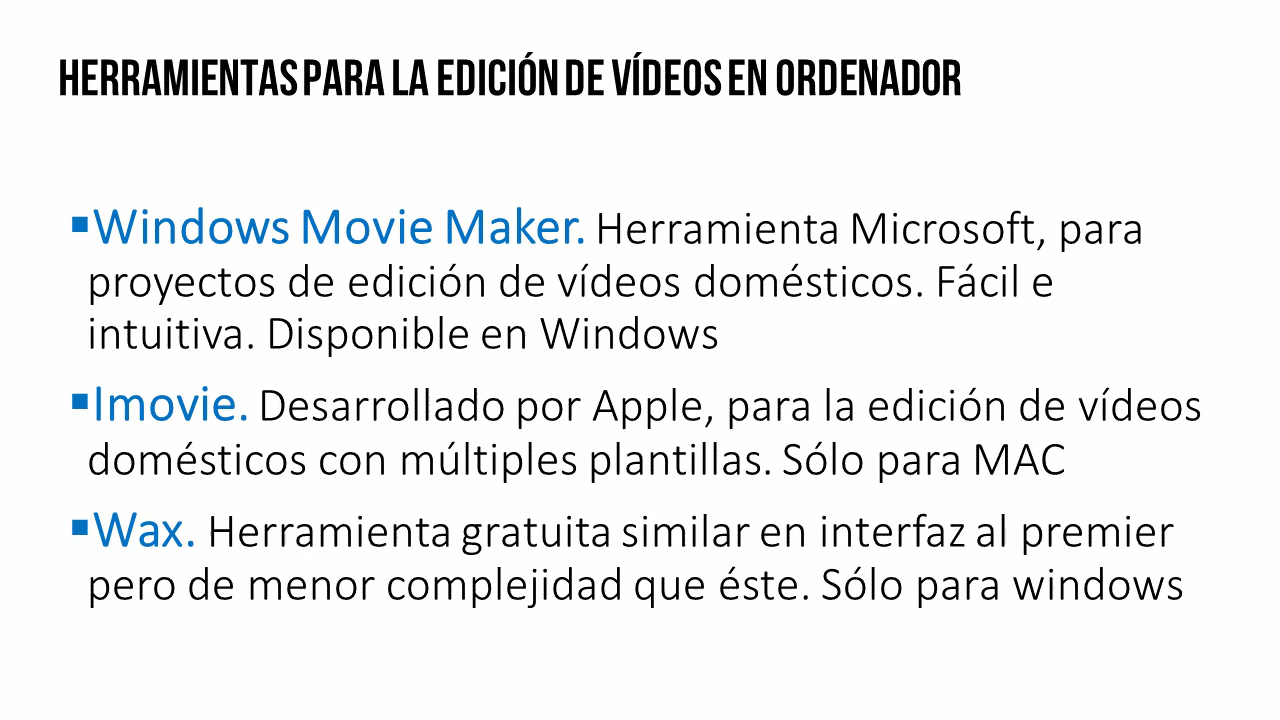 HERRAMIENTAS PARA LA EDICIÓN DE VÍDEOS EN ORDENADOR
▪Windows Movie Maker. Herramienta Microsoft, para
proyectos de edición de vídeos domésticos. Fácil e
intuitiva. Disponible en Windows
▪Imovie. Desarrollado por Apple, para la edición de vídeos
domésticos con múltiples plantillas. Sólo para MAC
▪Wax. Herramienta gratuita similar en interfaz al premier
pero de menor complejidad que éste. Sólo para windows